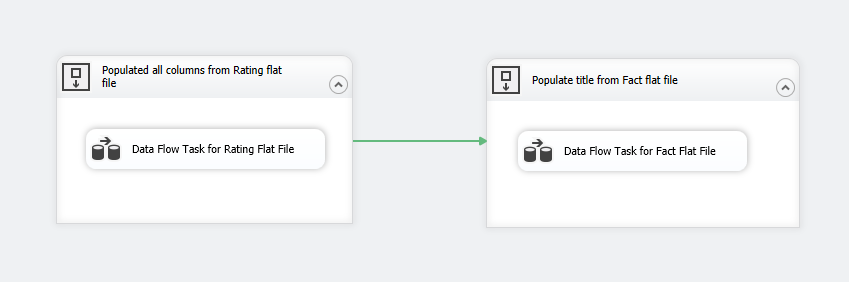 Populated all columns from Rating flat
file
Data Flow Task for Rating Flat File
Populate title from Fact flat file
Data Flow Task for Fact Flat File